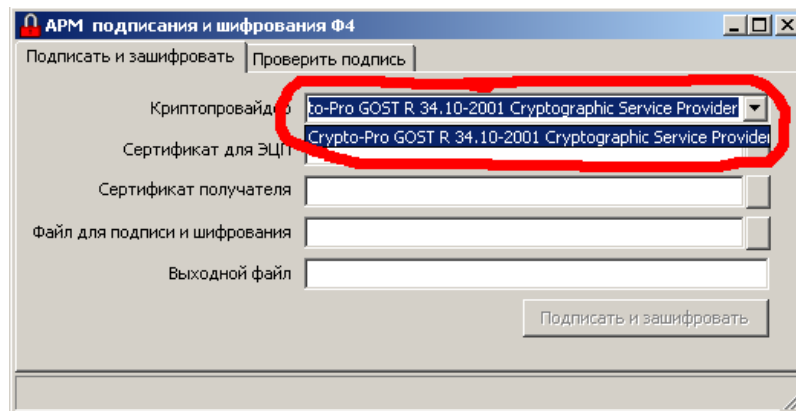 АРМ подписания и шифрования Ф4
Подписать и зашифровать Проверить подпись
Криптопровайдер to-Pro GOST R 34.10-2001 Cryptographic Service Provider
Crypto-Pro GOST R 34.10-2001 Cryptographic Service Provider
Сертификат для ЭЦП
Сертификат получателя
Файл для подписи и шифрования
Выходной файл
Подписать и зашифровать